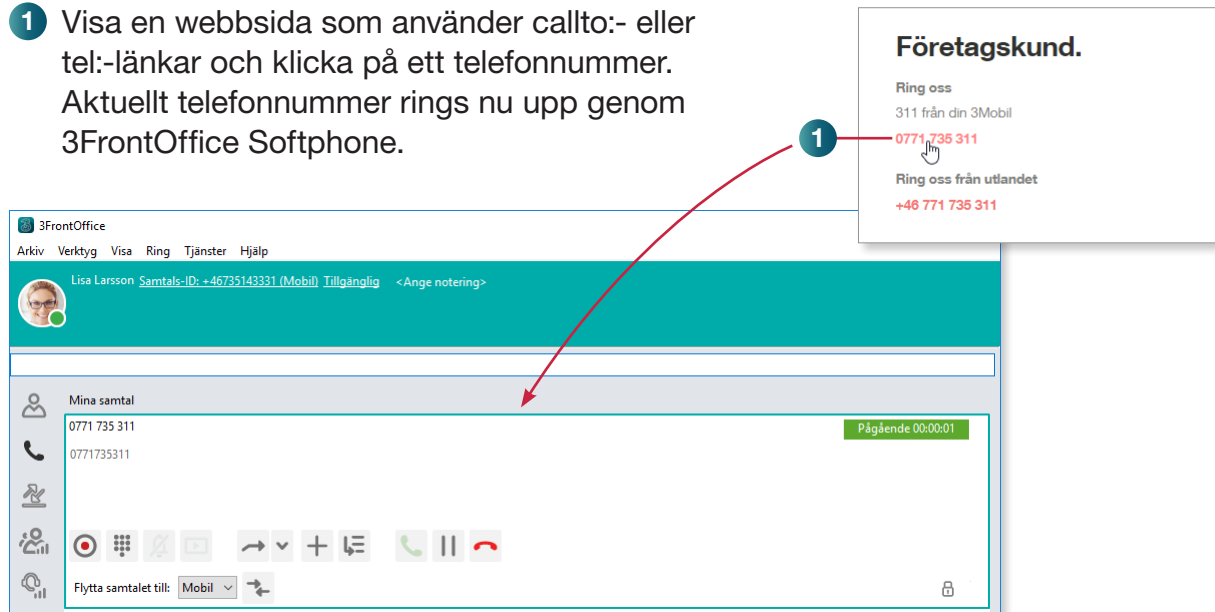 1 Visa en webbsida som använder callto:- eller
tel:-länkar och klicka på ett telefonnummer.
Aktuellt telefonnummer rings nu upp genom
3FrontOffice Softphone.
Företagskund.
Ring oss
311 från din 3Mobil
1
0771 735 311
Ring oss från utlandet
+46 771 735 311
3FrontOffice
Arkiv Verktyg Visa Ring Tjänster Hjälp
Lisa Larsson Samtals-ID: +46735143331 (Mobil) Tillgänglig <Ange notering>
Mina samtal
0771 735 311 Pågående 00:00:01
0771735311
Flytta samtalet till: Mobil